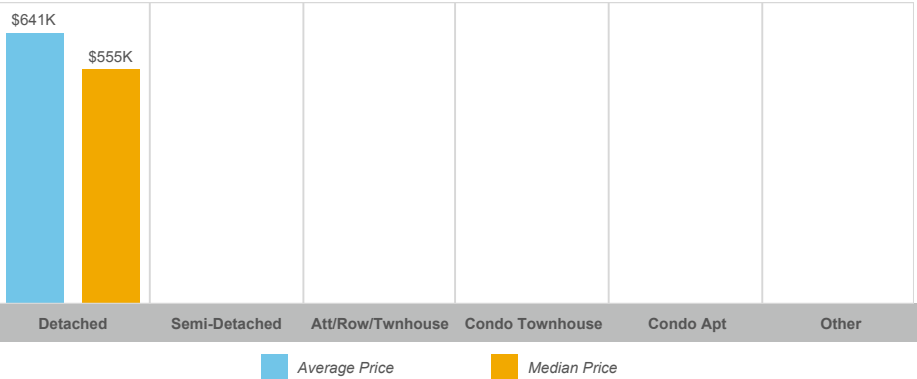 $641K
$555K
Detached Semi-Detached Att/Row/Twnhouse Condo Townhouse Condo Apt Other
Average Price Median Price